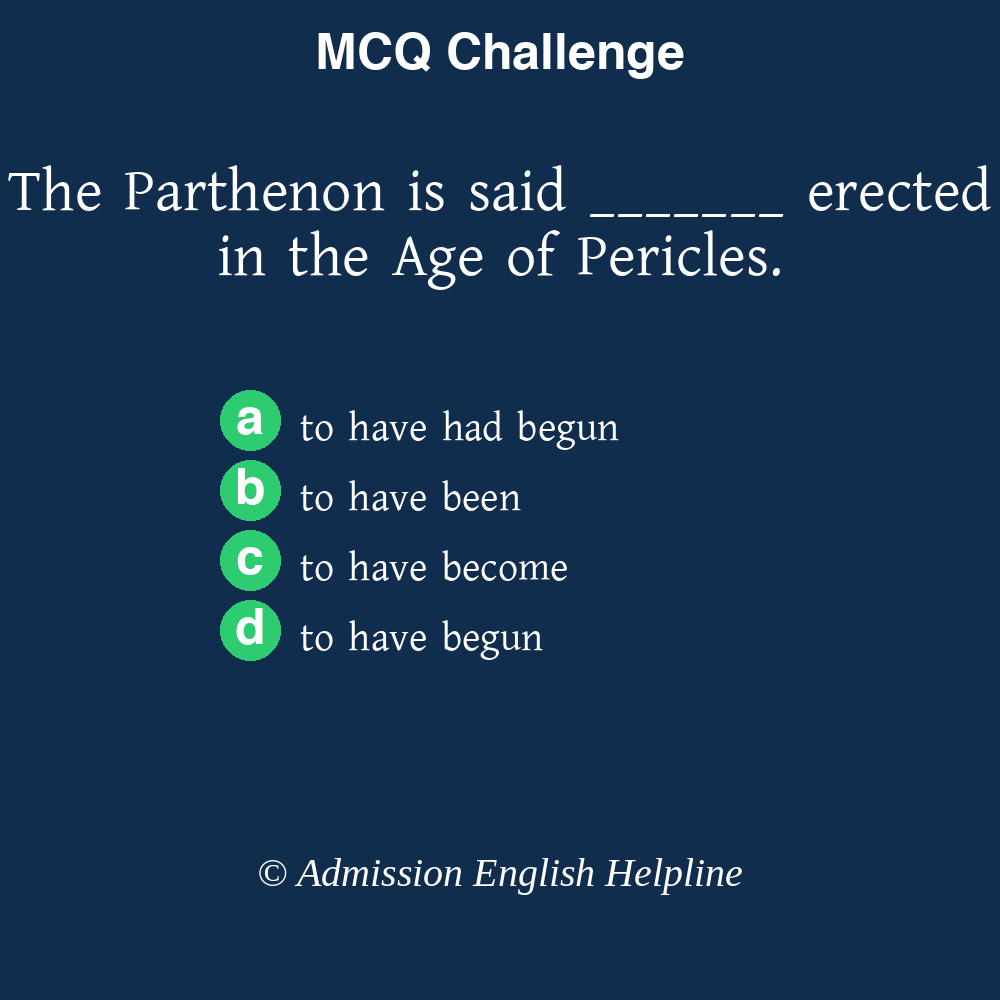 MCQ Challenge
The Parthenon is said _______ erected
in the Age of Pericles.
a to have had begun
b to have been
c to have become
d to have begun
© Admission English Helpline